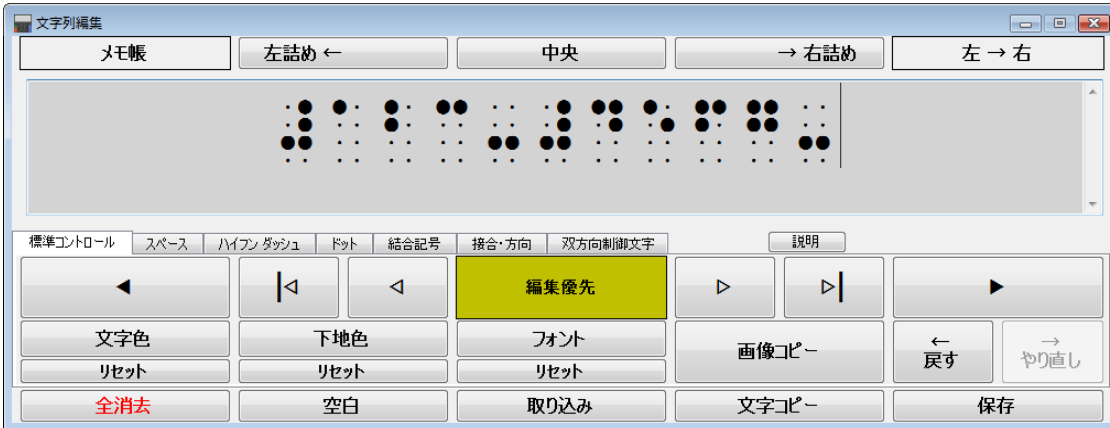 文字列編集
メモ帳 左詰め ← 中央 → 右詰め 左 → 右
⠼⠁⠃⠉⠤⠼⠙⠑⠋⠛⠤
標準コントロール スペース ハイフン ダッシュ ドット 結合記号 接合・方向 双方向制御文字 説明
◀ |◁ ◁ 編集優先 ▷ ▷| ▶
文字色 下地色 フォント 画像コピー ← 戻す → やり直し
リセット リセット リセット
全消去 空白 取り込み 文字コピー 保存